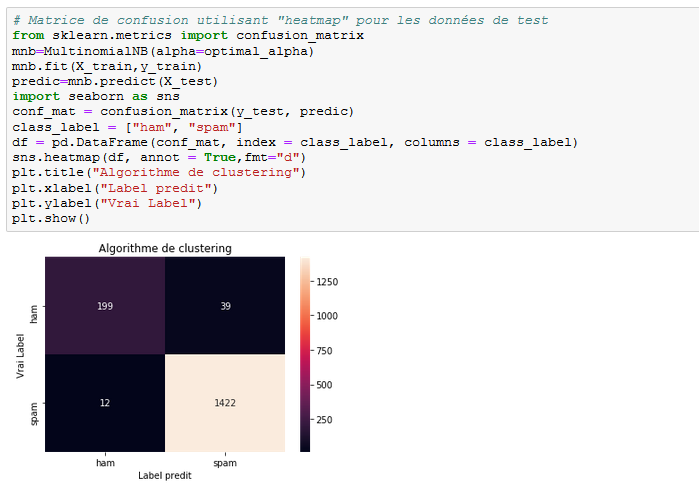 # Matrice de confusion utilisant "heatmap" pour les données de test
from sklearn.metrics import confusion_matrix
mnb=MultinomialNB(alpha=optimal_alpha)
mnb.fit(X_train,y_train)
predic=mnb.predict(X_test)
import seaborn as sns
conf_mat = confusion_matrix(y_test, predic)
class_label = ["ham", "spam"]
df = pd.DataFrame(conf_mat, index = class_label, columns = class_label)
sns.heatmap(df, annot = True,fmt="d")
plt.title("Algorithme de clustering")
plt.xlabel("Label predit")
plt.ylabel("Vrai Label")
plt.show()
Algorithme de clustering
Vrai Label
ham
199
39
spam
12
1422
ham
spam
Label predit
1250
1000
750
500
250